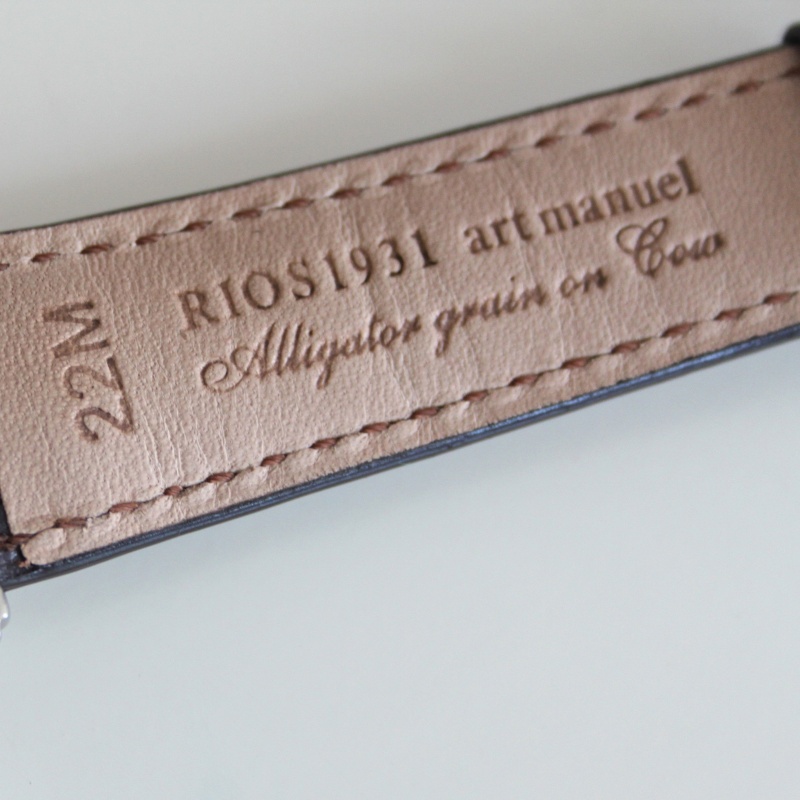 RIOS1931 art manuel
Alligator grain on Cow
22M